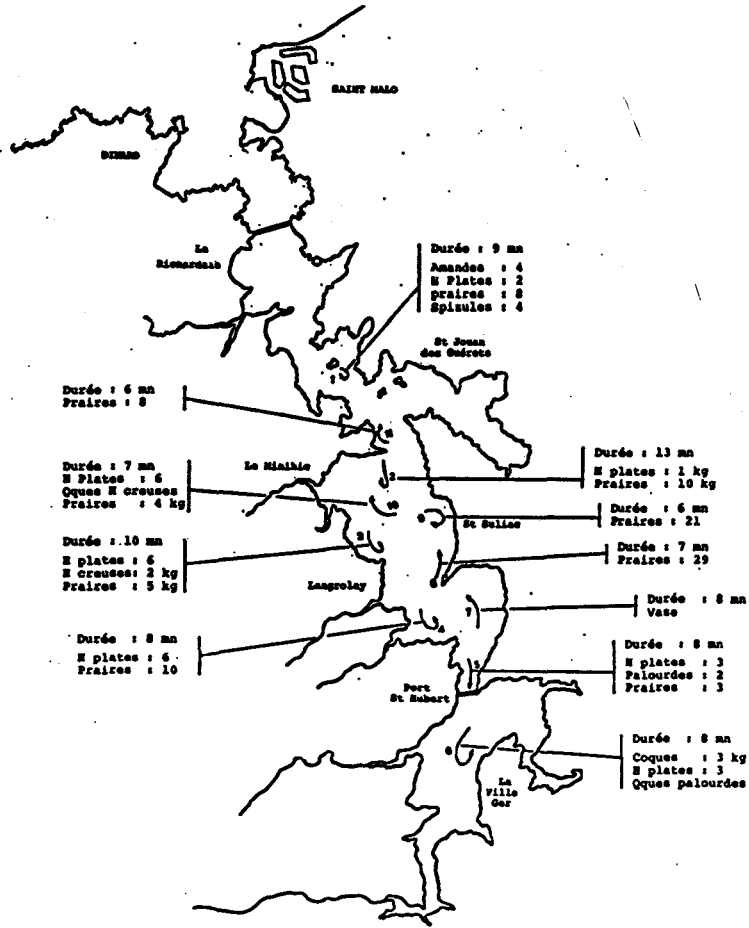 SAINT MALO
DINARD
La
Richardais
Durée : 9 mn
Amandes : 4
H Plates : 2
praires : 8
Spizules : 4
St Jouan
des Guérets
Durée : 6 mn
Praires : 8
Le Minihic
Durée : 7 mn
H Plates : 6
Qques H creuses
Praires : 4 kg
Durée : 13 mn
H plates : 1 kg
Praires : 10 kg
Durée : 6 mn
Praires : 21
St Suliac
Durée : 10 mn
H plates : 6
H creuses: 2 kg
Praires : 5 kg
Durée : 7 mn
Praires : 29
Langrolay
Durée : 8 mn
Vase
7
Durée : 8 mn
H plates : 6
Praires : 10
4
Durée : 8 mn
H plates : 3
Palourdes : 2
Praires : 3
5
Port
St Hubert
Durée : 8 mn
Coques : 3 kg
H plates : 3
Qques palourdes
La
Ville
Ger